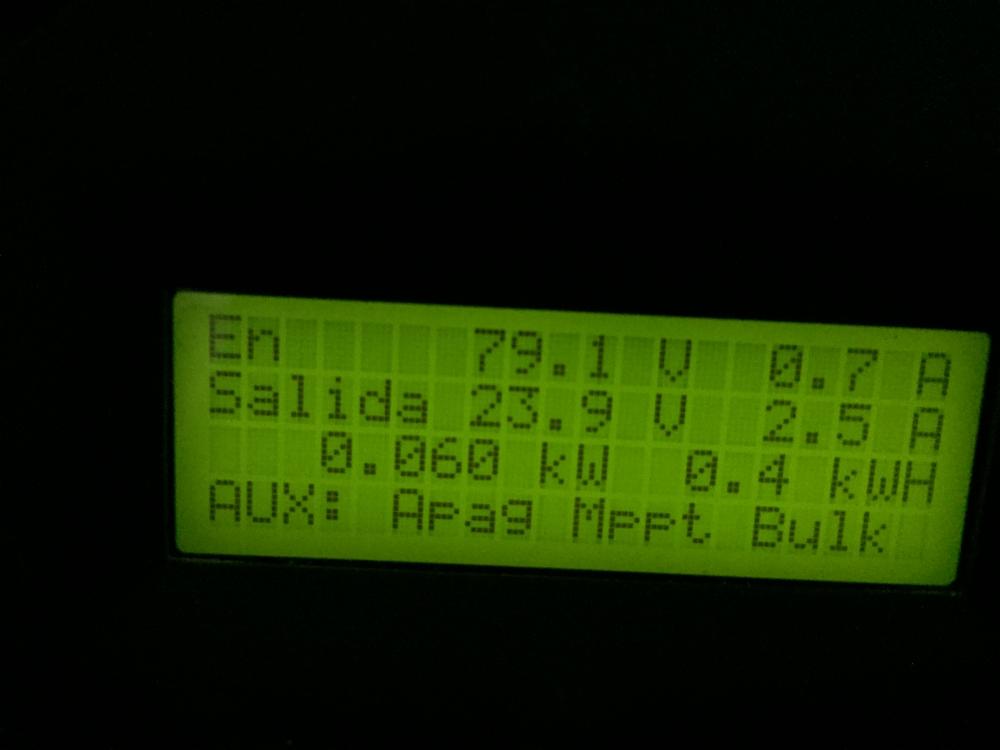 En 79.1 V 0.7 A
Salida 23.9 V 2.5 A
0.060 kW 0.4 kWH
AUX: Apag Mppt Bulk